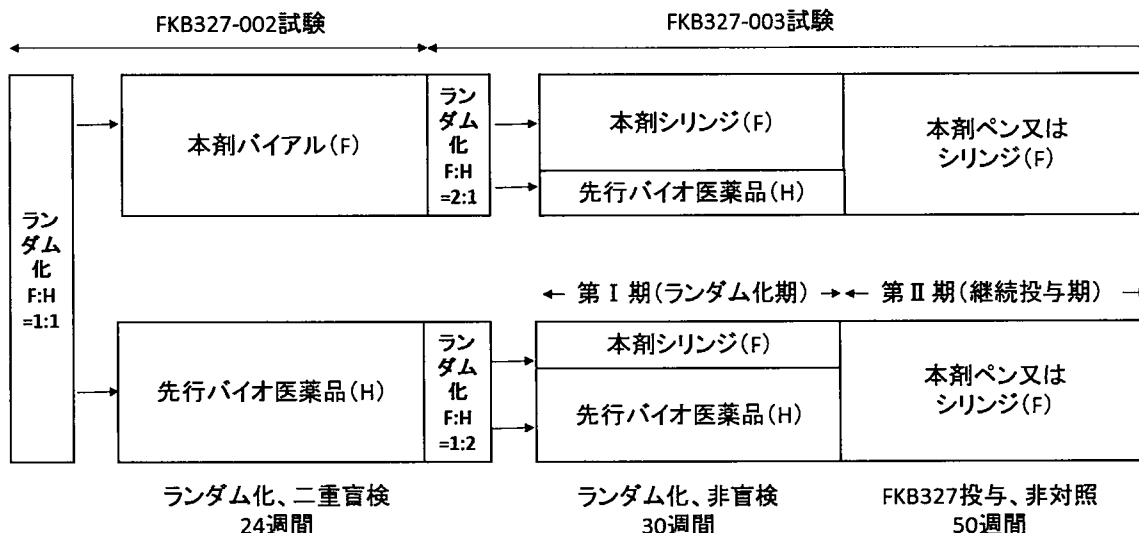 FKB327-002試験
FKB327-003試験
ラン
ダム
化
F:H
=1:1
本剤バイアル(F)
ラン
ダム
化
F:H
=2:1
本剤シリンジ(F)
先行バイオ医薬品(H)
本剤ペン又は
シリンジ(F)
← 第Ⅰ期(ランダム化期) →
← 第Ⅱ期(継続投与期) →
先行バイオ医薬品(H)
ラン
ダム
化
F:H
=1:2
本剤シリンジ(F)
先行バイオ医薬品(H)
本剤ペン又は
シリンジ(F)
ランダム化、二重盲検
24週間
ランダム化、非盲検
30週間
FKB327投与、非対照
50週間